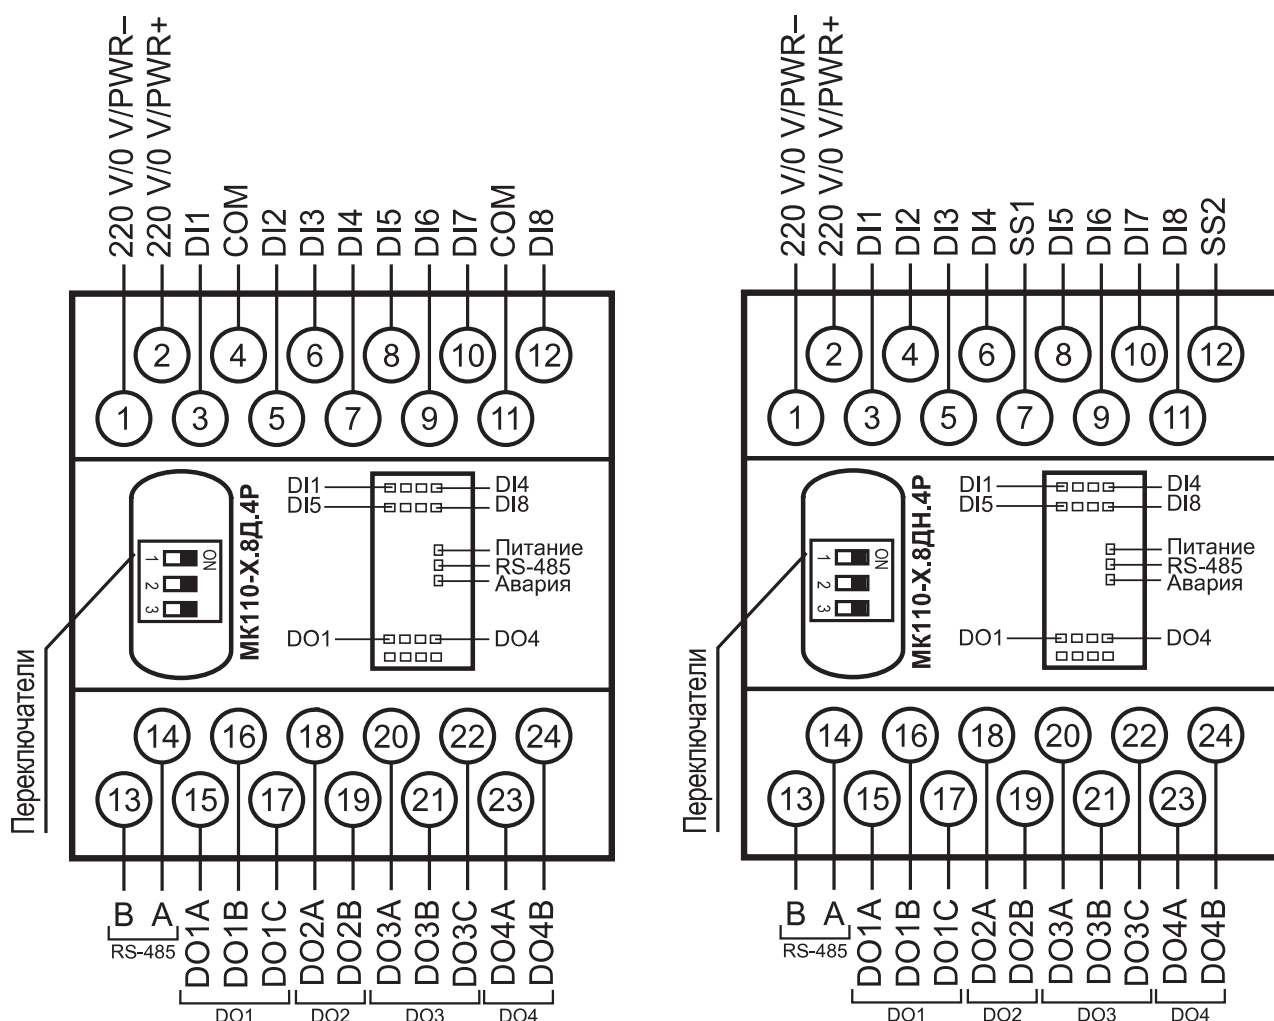 220 V/0 V/PWR–
220 V/0 V/PWR+
DI1
COM
DI2
DI3
DI4
DI5
DI6
DI7
COM
DI8
2
4
6
8
10
12
1
3
5
7
9
11
Переключатели
ON
1
2
3
МК110-Х.8Д.4Р
DI1
DI4
DI5
DI8
Питание
RS-485
Авария
DO1
DO4
14
16
18
20
22
24
13
15
17
19
21
23
B
A
DO1A
DO1B
DO1C
DO2A
DO2B
DO3A
DO3B
DO3C
DO4A
DO4B
RS-485
DO1
DO2
DO3
DO4
220 V/0 V/PWR–
220 V/0 V/PWR+
DI1
DI2
DI3
DI4
SS1
DI5
DI6
DI7
DI8
SS2
2
4
6
8
10
12
1
3
5
7
9
11
Переключатели
ON
1
2
3
МК110-Х.8ДН.4Р
DI1
DI4
DI5
DI8
Питание
RS-485
Авария
DO1
DO4
14
16
18
20
22
24
13
15
17
19
21
23
B
A
DO1A
DO1B
DO1C
DO2A
DO2B
DO3A
DO3B
DO3C
DO4A
DO4B
RS-485
DO1
DO2
DO3
DO4